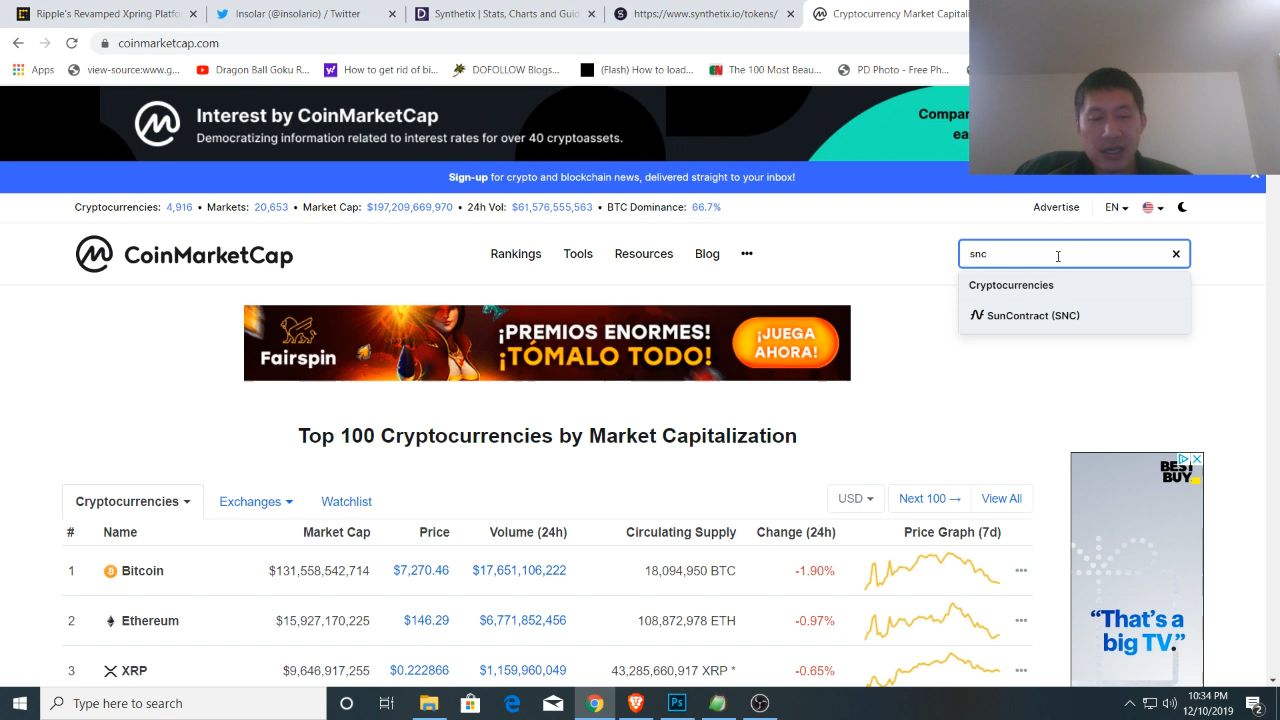 Ripple's Revamped Xpring Platfo
Insolar (@insolario) / Twitter
Synthetix | Stats, Charts and Guid
https://www.synthetix.io/tokens/
Cryptocurrency Market Capitali
coinmarketcap.com
Apps
view-source:www.g...
Dragon Ball Goku R...
How to get rid of bi...
DOFOLLOW Blogs...
(Flash) How to load...
The 100 Most Beau...
PD Photo - Free Ph...
Interest by CoinMarketCap
Democratizing information related to interest rates for over 40 cryptoassets.
Compar
ea
Sign-up for crypto and blockchain news, delivered straight to your inbox!
Cryptocurrencies: 4,916 • Markets: 20,653 • Market Cap: $197,209,669,970 • 24h Vol: $61,576,555,563 • BTC Dominance: 66.7%
Advertise
EN
CoinMarketCap
Rankings
Tools
Resources
Blog
snc
Cryptocurrencies
SunContract (SNC)
Fairspin
¡PREMIOS ENORMES!
¡TÓMALO TODO!
¡JUEGA
AHORA!
Top 100 Cryptocurrencies by Market Capitalization
Cryptocurrencies
Exchanges
Watchlist
USD
Next 100 →
View All
# Name Market Cap Price Volume (24h) Circulating Supply Change (24h) Price Graph (7d)
1 Bitcoin $131,558,542,714 $7,270.46 $17,651,106,222 18,094,950 BTC -1.90%
2 Ethereum $15,927,170,225 $146.29 $6,771,852,456 108,872,978 ETH -0.97%
3 XRP $9,646,917,255 $0.222866 $1,159,960,049 43,285,660,917 XRP * -0.65%
BEST
BUY
"That's a
big TV."
Type here to search
Ps
10:34 PM
12/10/2019
2